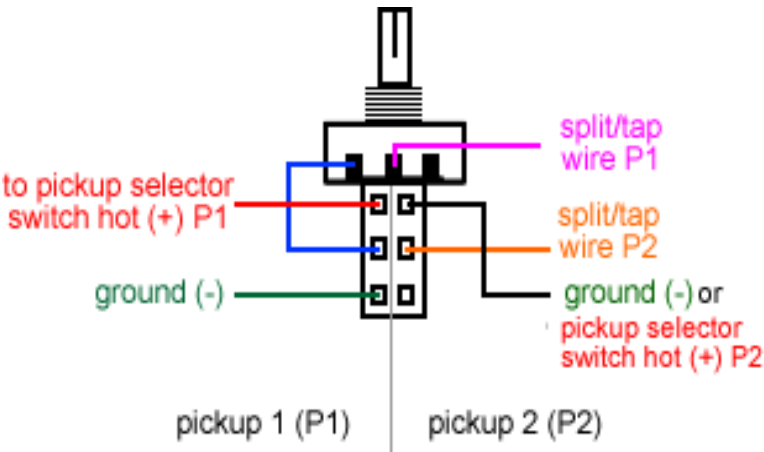 split/tap
wire P1
to pickup selector
switch hot (+) P1
split/tap
wire P2
ground (-)
ground (-) or
pickup selector
switch hot (+) P2
pickup 1 (P1)
pickup 2 (P2)